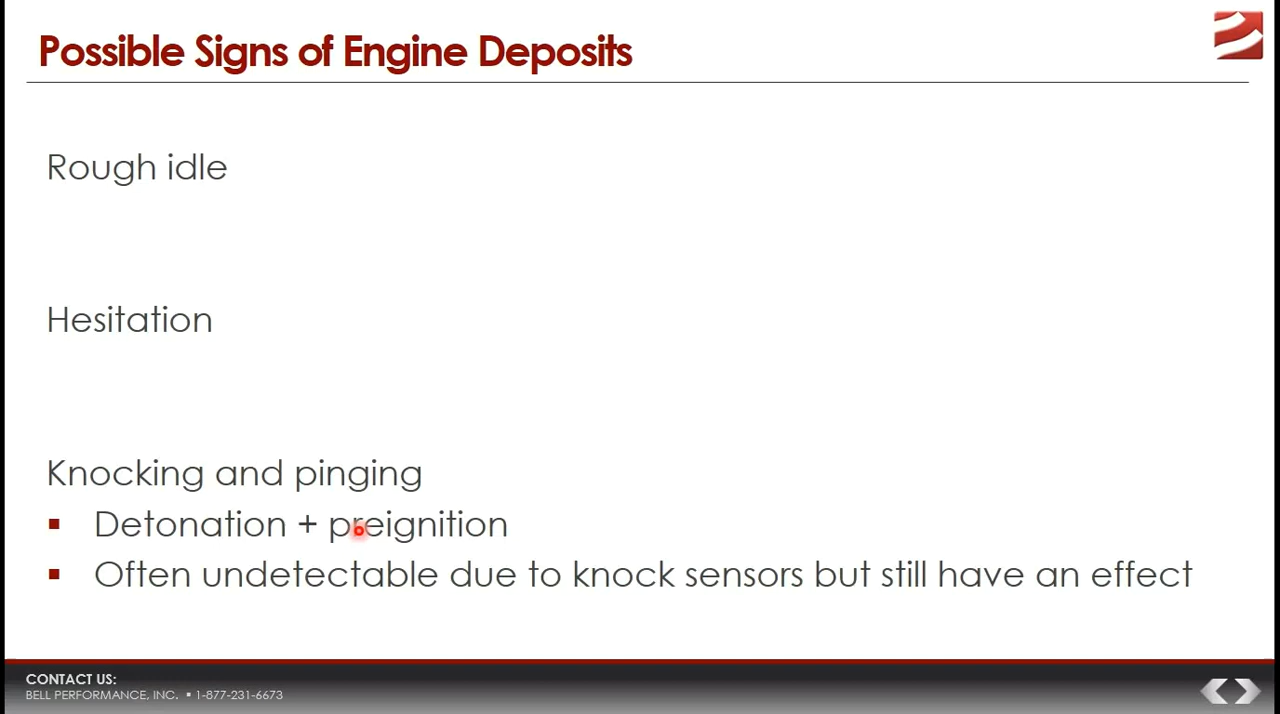 Possible Signs of Engine Deposits
Rough idle
Hesitation
Knocking and pinging
▪ Detonation + preignition
▪ Often undetectable due to knock sensors but still have an effect
CONTACT US:
BELL PERFORMANCE, INC. ▪ 1-877-231-6673